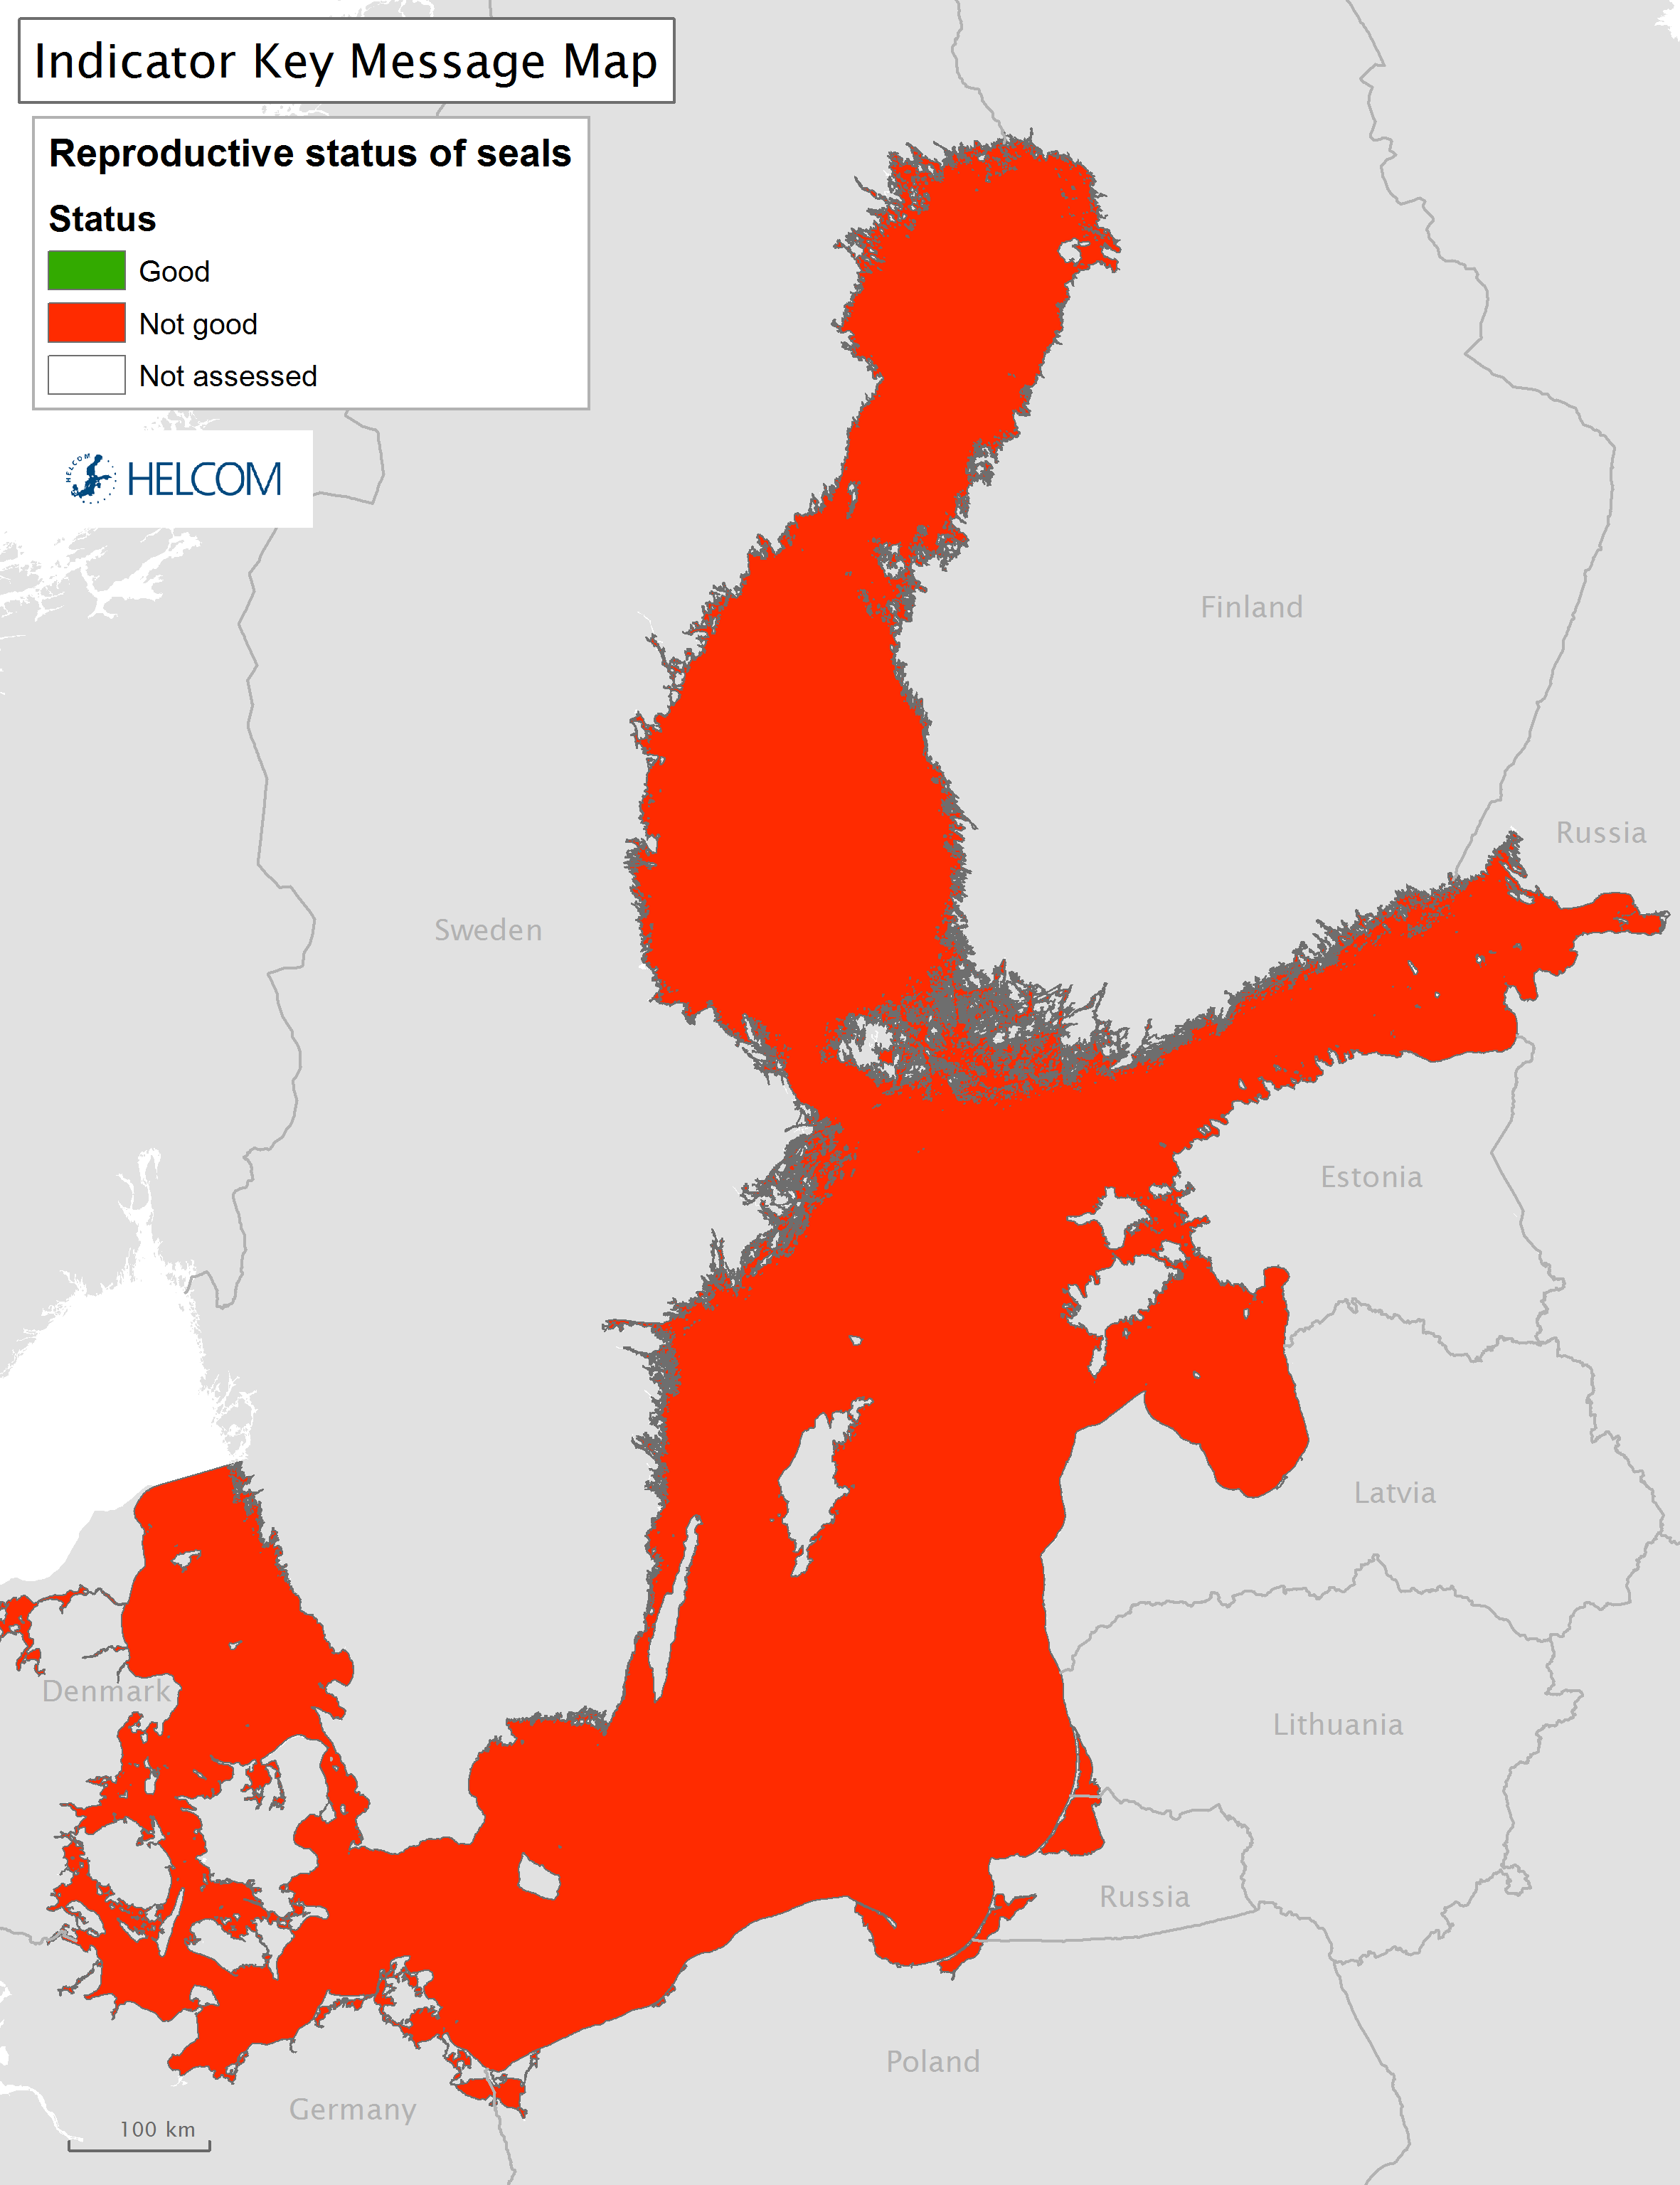 Indicator Key Message Map
Reproductive status of seals
Status
Good
Not good
Not assessed
HELCOM
HELCOM
Finland
Russia
Sweden
Estonia
Latvia
Denmark
Lithuania
Russia
Poland
Germany
100 km